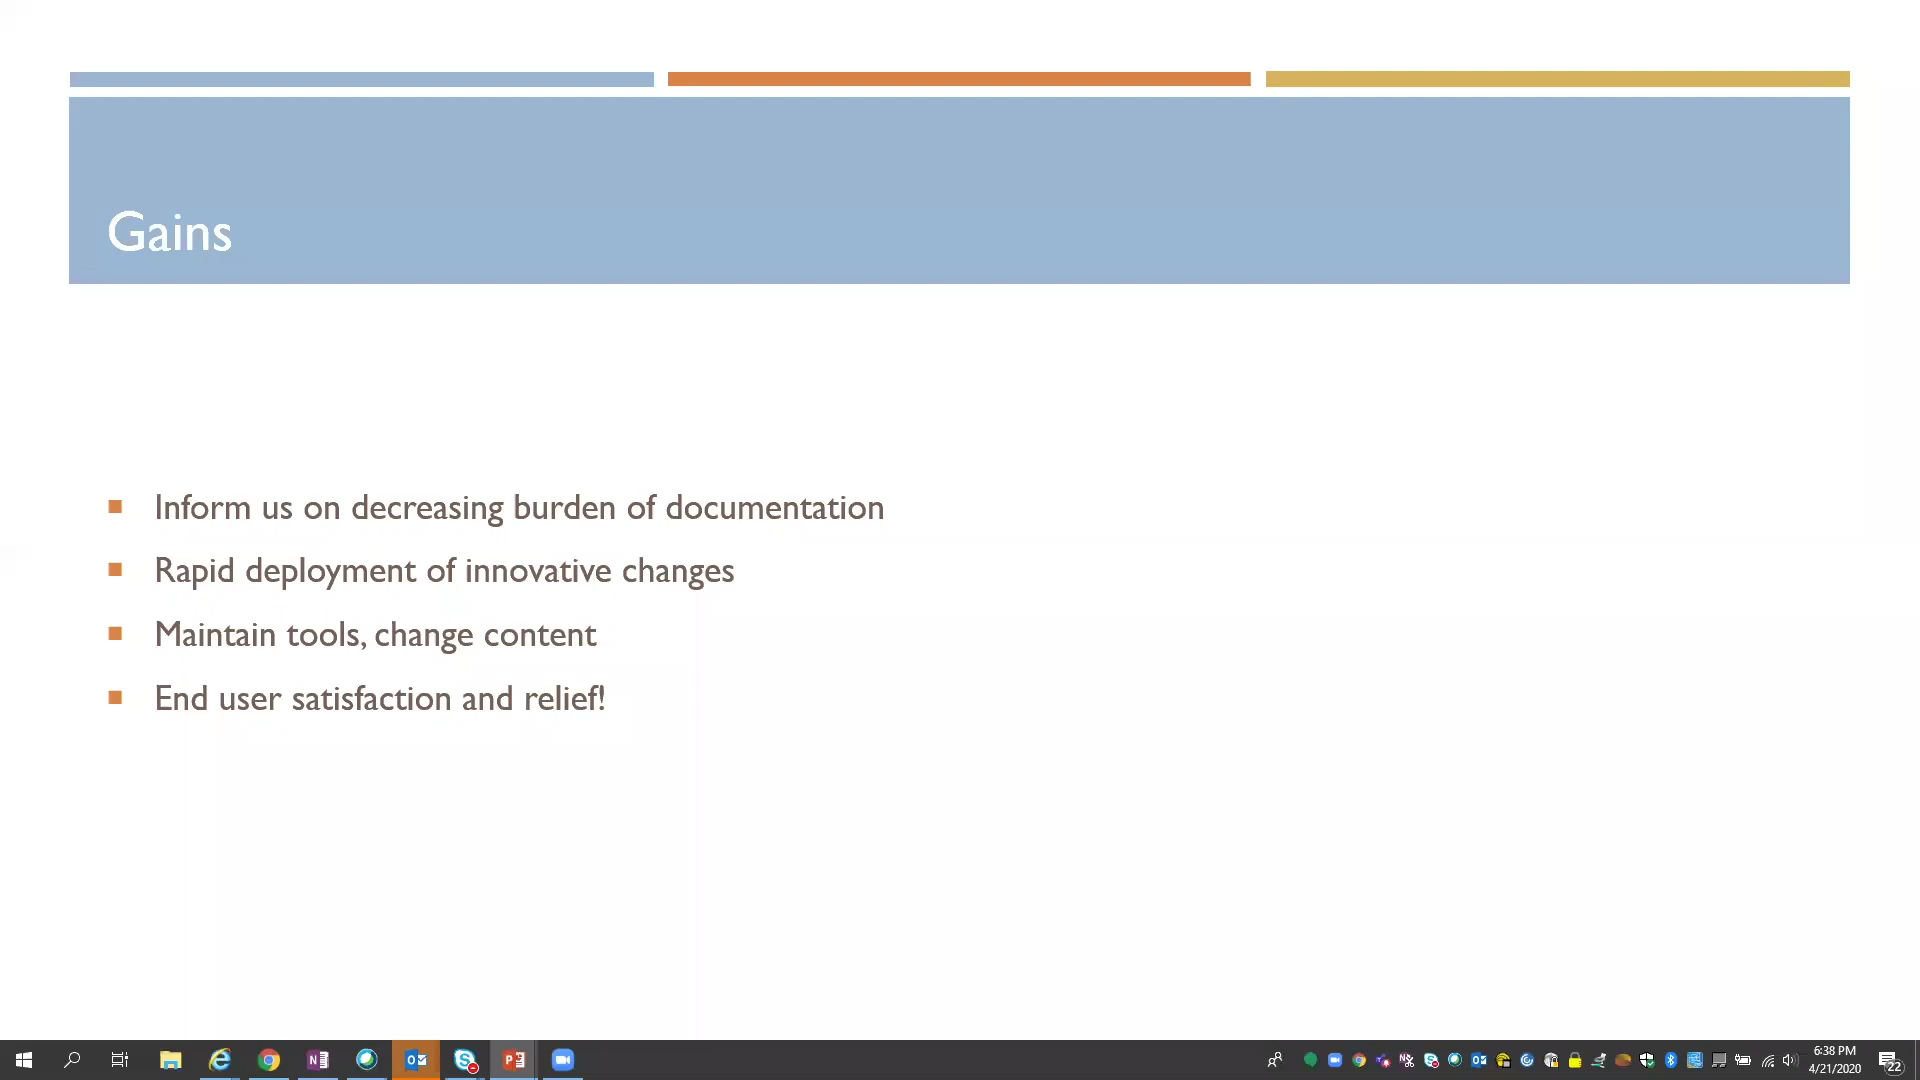 Gains
Inform us on decreasing burden of documentation
Rapid deployment of innovative changes
Maintain tools, change content
End user satisfaction and relief!
6:38 PM
4/21/2020
22